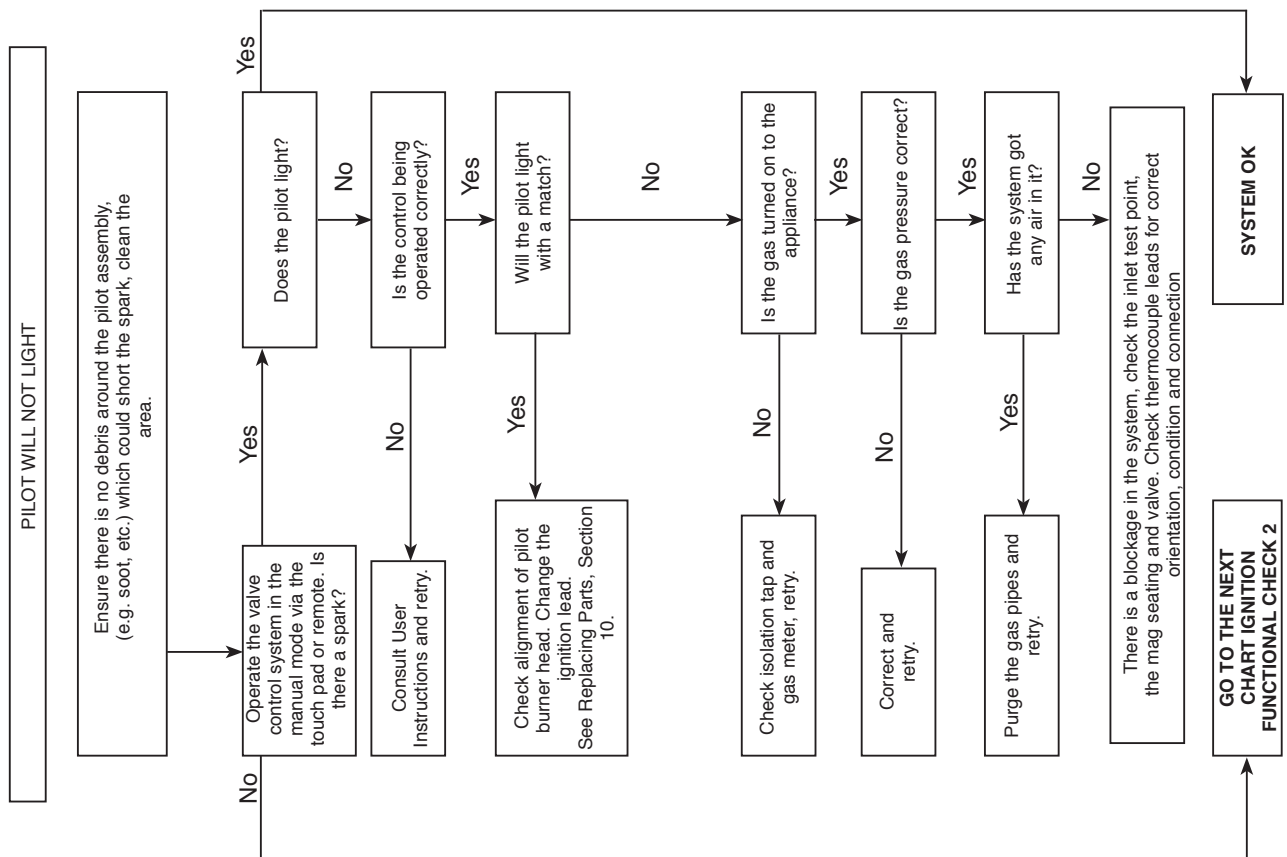 PILOT WILL NOT LIGHT
Ensure there is no debris around the pilot assembly,
(e.g. soot, etc.) which could short the spark, clean the
area.
Operate the valve
control system in the
manual mode via the
touch pad or remote. Is
there a spark?
No
Yes
Does the pilot light?
Yes
No
Is the control being
operated correctly?
No
Consult User
Instructions and retry.
Yes
Will the pilot light
with a match?
Yes
Check alignment of pilot
burner head. Change the
ignition lead.
See Replacing Parts, Section
10.
No
Is the gas turned on to the
appliance?
No
Check isolation tap and
gas meter, retry.
Yes
Is the gas pressure correct?
No
Correct and
retry.
Yes
Has the system got
any air in it?
Yes
Purge the gas pipes and
retry.
No
There is a blockage in the system, check the inlet test point,
the mag seating and valve. Check thermocouple leads for correct
orientation, condition and connection
GO TO THE NEXT
CHART IGNITION
FUNCTIONAL CHECK 2
SYSTEM OK